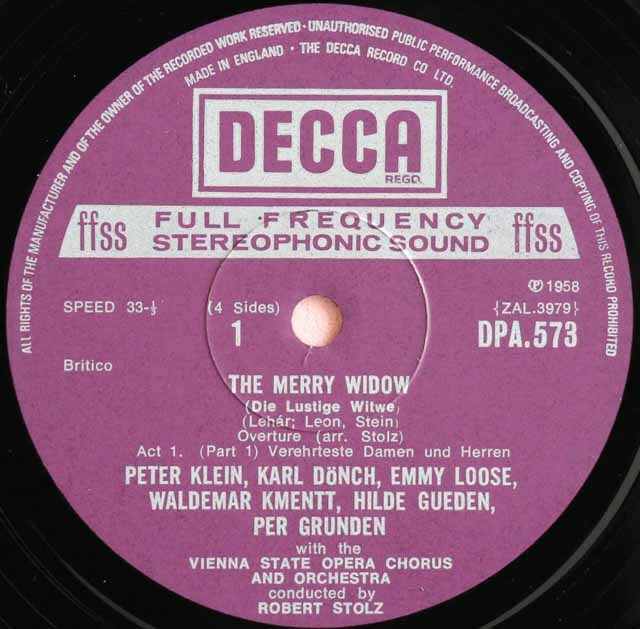 ALL RIGHTS OF THE MANUFACTURER AND OF THE OWNER OF THE RECORDED WORK RESERVED · UNAUTHORISED PUBLIC PERFORMANCE BROADCASTING AND COPYING OF THIS RECORD PROHIBITED
MADE IN ENGLAND · THE DECCA RECORD CO LTD.
DECCA
REGD.
ffss FULL FREQUENCY STEREOPHONIC SOUND ffss
℗ 1958
SPEED 33-⅓ (4 Sides) {ZAL.3979}
1 DPA.573
Britico
THE MERRY WIDOW
(Die Lustige Witwe)
(Lehár; Leon, Stein)
Overture (arr. Stolz)
Act 1. (Part 1) Verehrteste Damen und Herren
PETER KLEIN, KARL DöNCH, EMMY LOOSE,
WALDEMAR KMENTT, HILDE GUEDEN,
PER GRUNDEN
with the
VIENNA STATE OPERA CHORUS
AND ORCHESTRA
conducted by
ROBERT STOLZ